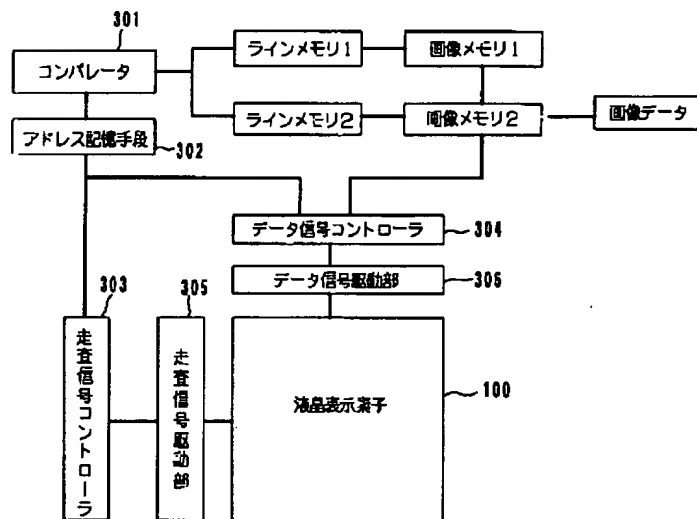 301
コンパレータ
ラインメモリ1
画像メモリ1
ラインメモリ2
画像メモリ2
画像データ
アドレス記憶手段
302
データ信号コントローラ
304
データ信号駆動部
306
303
305
走査信号コントローラ
走査信号駆動部
液晶表示素子
100